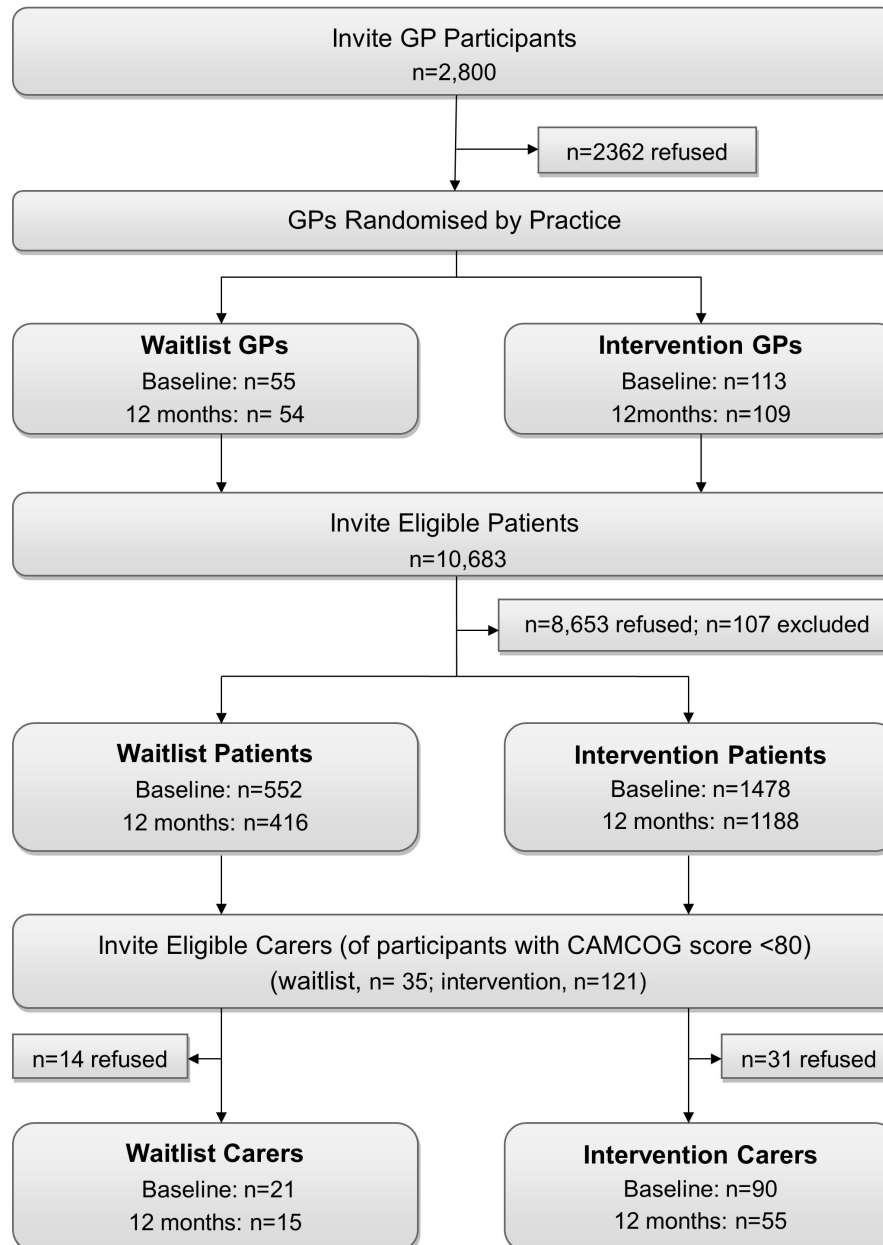 Invite GP Participants
n=2,800
n=2362 refused
GPs Randomised by Practice
Waitlist GPs
Baseline: n=55
12 months: n= 54
Intervention GPs
Baseline: n=113
12months: n=109
Invite Eligible Patients
n=10,683
n=8,653 refused; n=107 excluded
Waitlist Patients
Baseline: n=552
12 months: n=416
Intervention Patients
Baseline: n=1478
12 months: n=1188
Invite Eligible Carers (of participants with CAMCOG score <80)
(waitlist, n= 35; intervention, n=121)
n=14 refused
n=31 refused
Waitlist Carers
Baseline: n=21
12 months: n=15
Intervention Carers
Baseline: n=90
12 months: n=55